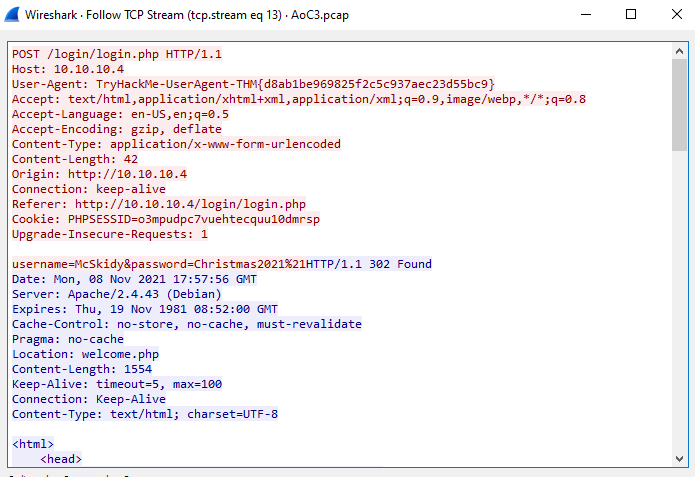 Wireshark · Follow TCP Stream (tcp.stream eq 13) · AoC3.pcap
POST /login/login.php HTTP/1.1
Host: 10.10.10.4
User-Agent: TryHackMe-UserAgent-THM{d8ab1be969825f2c5c937aec23d55bc9}
Accept: text/html,application/xhtml+xml,application/xml;q=0.9,image/webp,*/*;q=0.8
Accept-Language: en-US,en;q=0.5
Accept-Encoding: gzip, deflate
Content-Type: application/x-www-form-urlencoded
Content-Length: 42
Origin: http://10.10.10.4
Connection: keep-alive
Referer: http://10.10.10.4/login/login.php
Cookie: PHPSESSID=o3mpudpc7vuehtecquu10dmrsp
Upgrade-Insecure-Requests: 1
username=McSkidy&password=Christmas2021%21HTTP/1.1 302 Found
Date: Mon, 08 Nov 2021 17:57:56 GMT
Server: Apache/2.4.43 (Debian)
Expires: Thu, 19 Nov 1981 08:52:00 GMT
Cache-Control: no-store, no-cache, must-revalidate
Pragma: no-cache
Location: welcome.php
Content-Length: 1554
Keep-Alive: timeout=5, max=100
Connection: Keep-Alive
Content-Type: text/html; charset=UTF-8
<html>
<head>